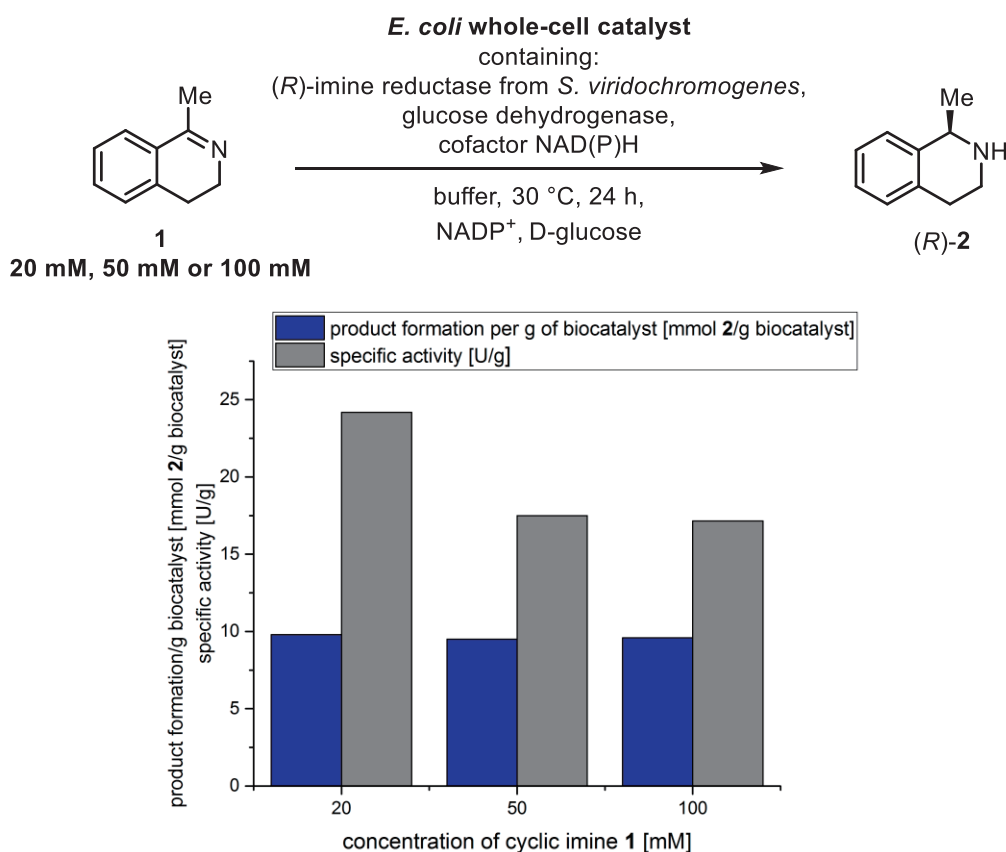 E. coli whole-cell catalyst
containing:
(R)-imine reductase from S. viridochromogenes,
glucose dehydrogenase,
cofactor NAD(P)H
Me
N
1
20 mM, 50 mM or 100 mM
buffer, 30 °C, 24 h,
NADP+, D-glucose
Me
NH
(R)-2
product formation per g of biocatalyst [mmol 2/g biocatalyst]
specific activity [U/g]
product formation/g biocatalyst [mmol 2/g biocatalyst]
specific activity [U/g]
25
20
15
10
5
0
20 50 100
concentration of cyclic imine 1 [mM]